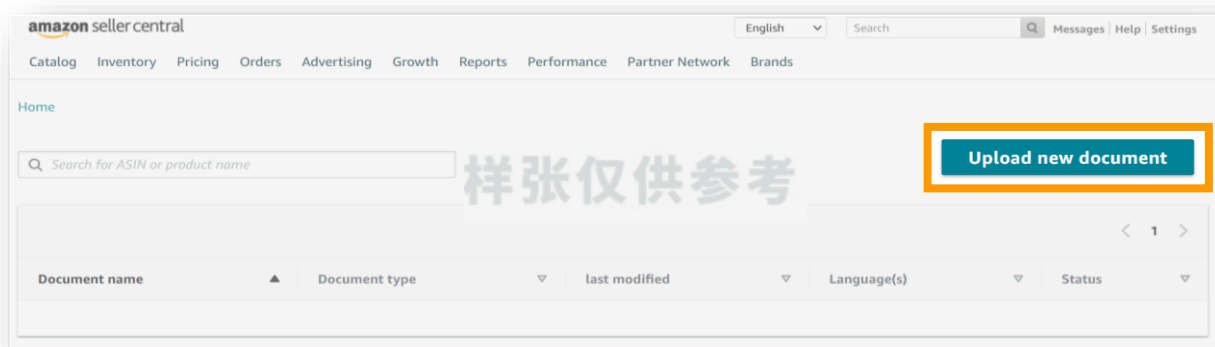 amazon seller central English Search Messages Help Settings
Catalog Inventory Pricing Orders Advertising Growth Reports Performance Partner Network Brands
Home
Search for ASIN or product name
Upload new document
样张仅供参考
1
Document name Document type last modified Language(s) Status